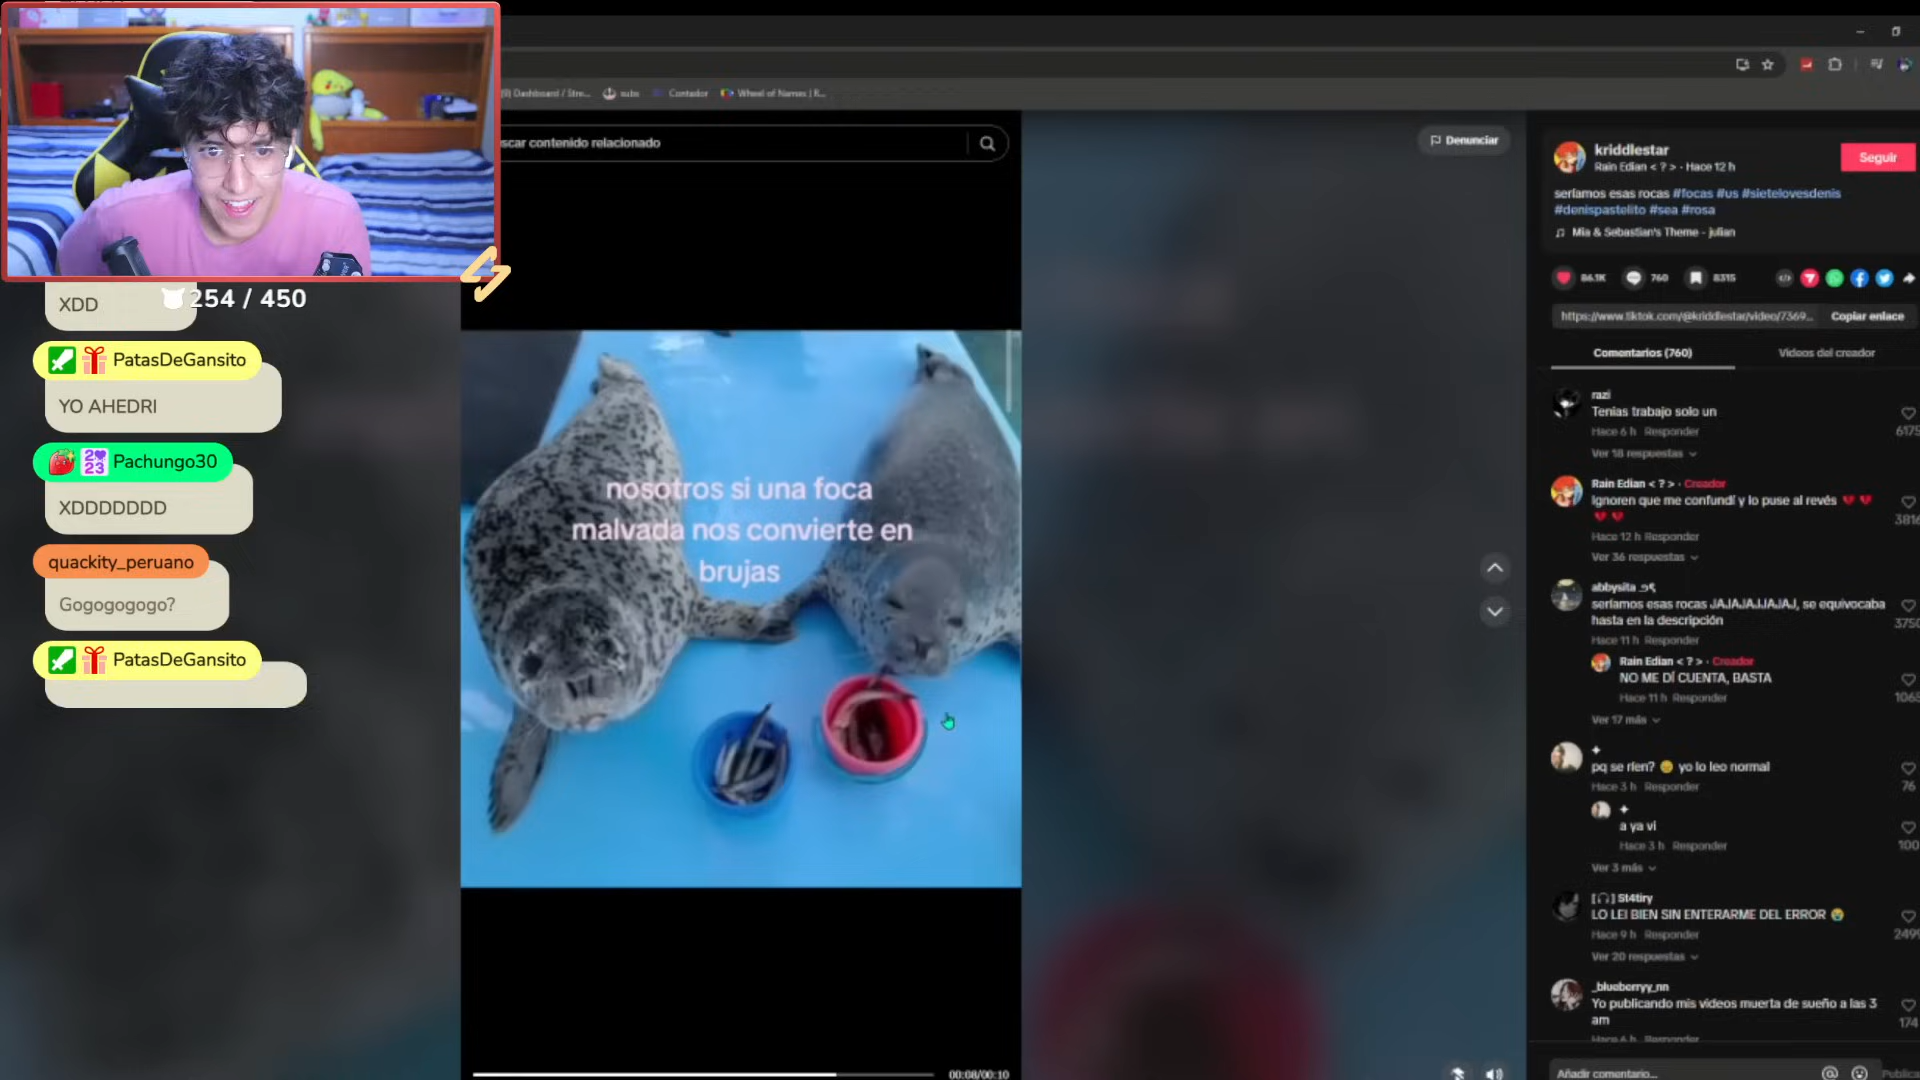 (9) Dashboard / Stre...
subs
Contador
Wheel of Names | R...
scar contenido relacionado
Denunciar
254 / 450
XDD
PatasDeGansito
YO AHEDRI
Pachungo30
XDDDDDDD
quackity_peruano
Gogogogogo?
PatasDeGansito
nosotros si una foca
malvada nos convierte en
brujas
00:08/00:10
kriddlestar
Rain Edian < ? > · Hace 12 h
Seguir
seríamos esas rocas #focas #us #sietelovesdenis
#denispastelito #sea #rosa
Mia & Sebastian's Theme - julian
86.1K
760
8315
https://www.tiktok.com/@kriddlestar/video/7369...
Copiar enlace
Comentarios (760)
Videos del creador
razi
Tenias trabajo solo un
Hace 6 h Responder
6175
Ver 18 respuestas
Rain Edian < ? > · Creador
Ignoren que me confundí y lo puse al revés 💔 💔
💔 💔
3816
Hace 12 h Responder
Ver 36 respuestas
abbysita
seríamos esas rocas JAJAJAJJAJAJ, se equivocaba
hasta en la descripción
3750
Hace 11 h Responder
Rain Edian < ? > · Creador
NO ME DÍ CUENTA, BASTA
Hace 11 h Responder
1065
Ver 17 más
pq se ríen? yo lo leo normal
Hace 3 h Responder
76
a ya vi
Hace 3 h Responder
100
Ver 3 más
[🎧] St4tiry
LO LEI BIEN SIN ENTERARME DEL ERROR 😭
Hace 9 h Responder
2499
Ver 20 respuestas
_blueberryy_nn
Yo publicando mis videos muerta de sueño a las 3
am
174
Hace 6 h Responder
Añadir comentario...
Publica